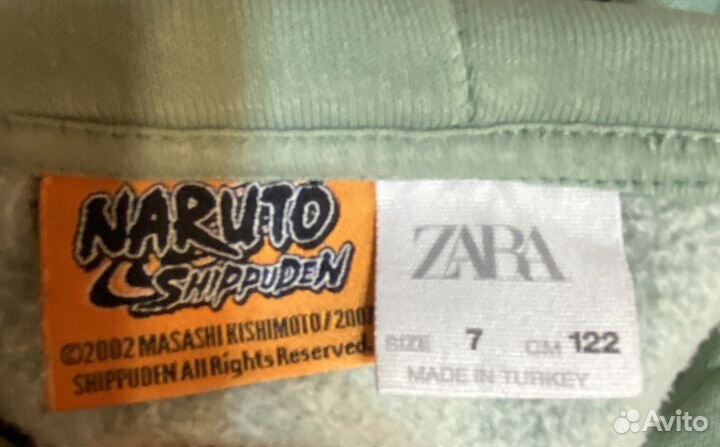 NARUTO
SHIPPUDEN
©2002 MASASHI KISHIMOTO/2007
SHIPPUDEN All Rights Reserved.
ZARA
SIZE 7 CM 122
MADE IN TURKEY
Avito